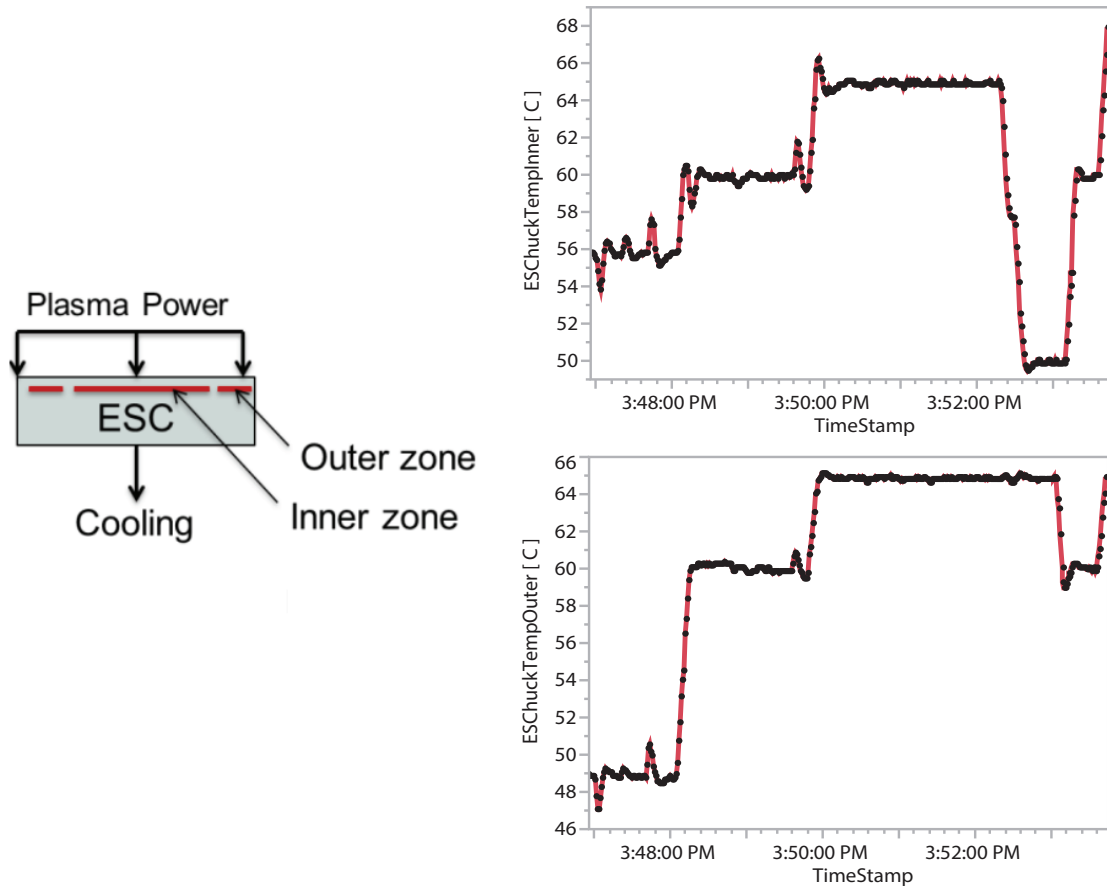 Plasma Power
ESC
Outer zone
Inner zone
Cooling
ESChuckTempInner [ C ]
68
66
64
62
60
58
56
54
52
50
3:48:00 PM 3:50:00 PM 3:52:00 PM
TimeStamp
ESChuckTempOuter [ C ]
66
64
62
60
58
56
54
52
50
48
46
3:48:00 PM 3:50:00 PM 3:52:00 PM
TimeStamp